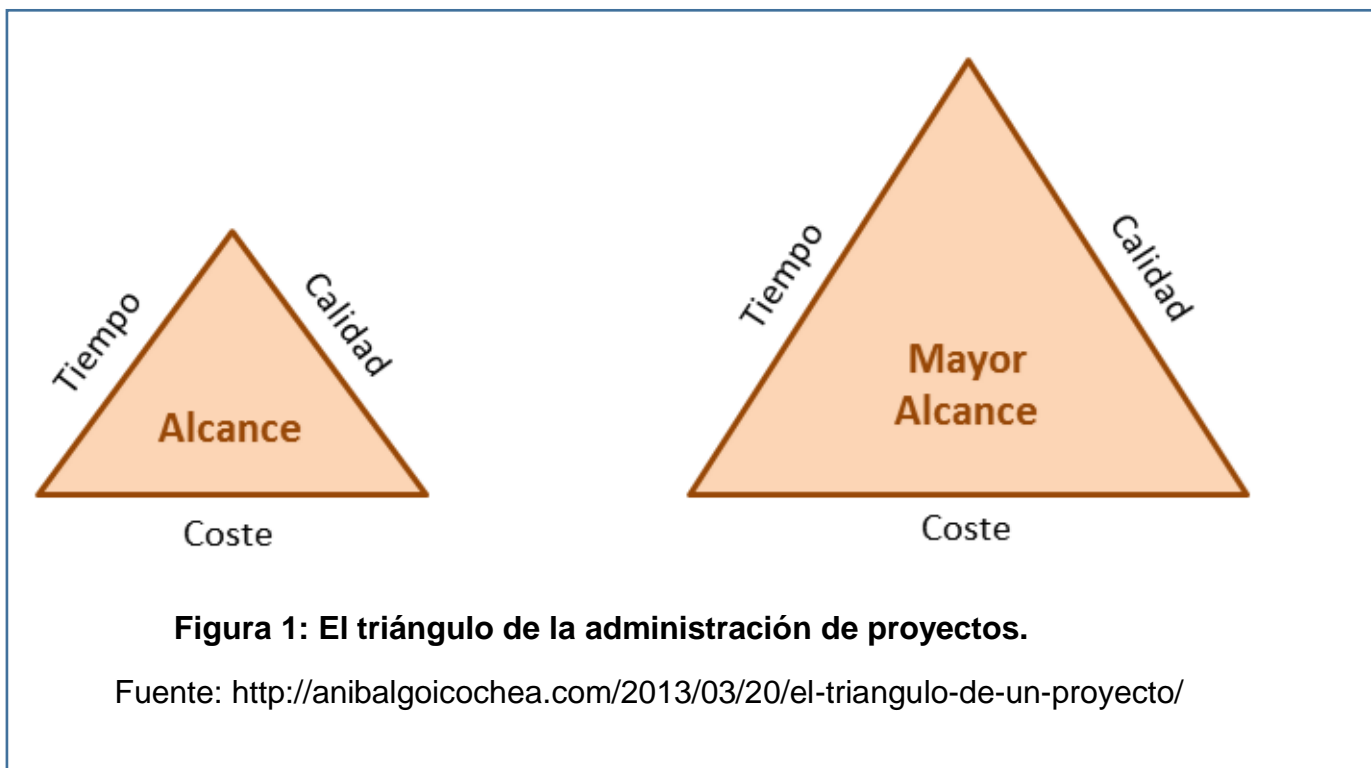 Tiempo
Calidad
Alcance
Coste
Tiempo
Calidad
Mayor
Alcance
Coste
Figura 1: El triángulo de la administración de proyectos.
Fuente: http://anibalgoicochea.com/2013/03/20/el-triangulo-de-un-proyecto/